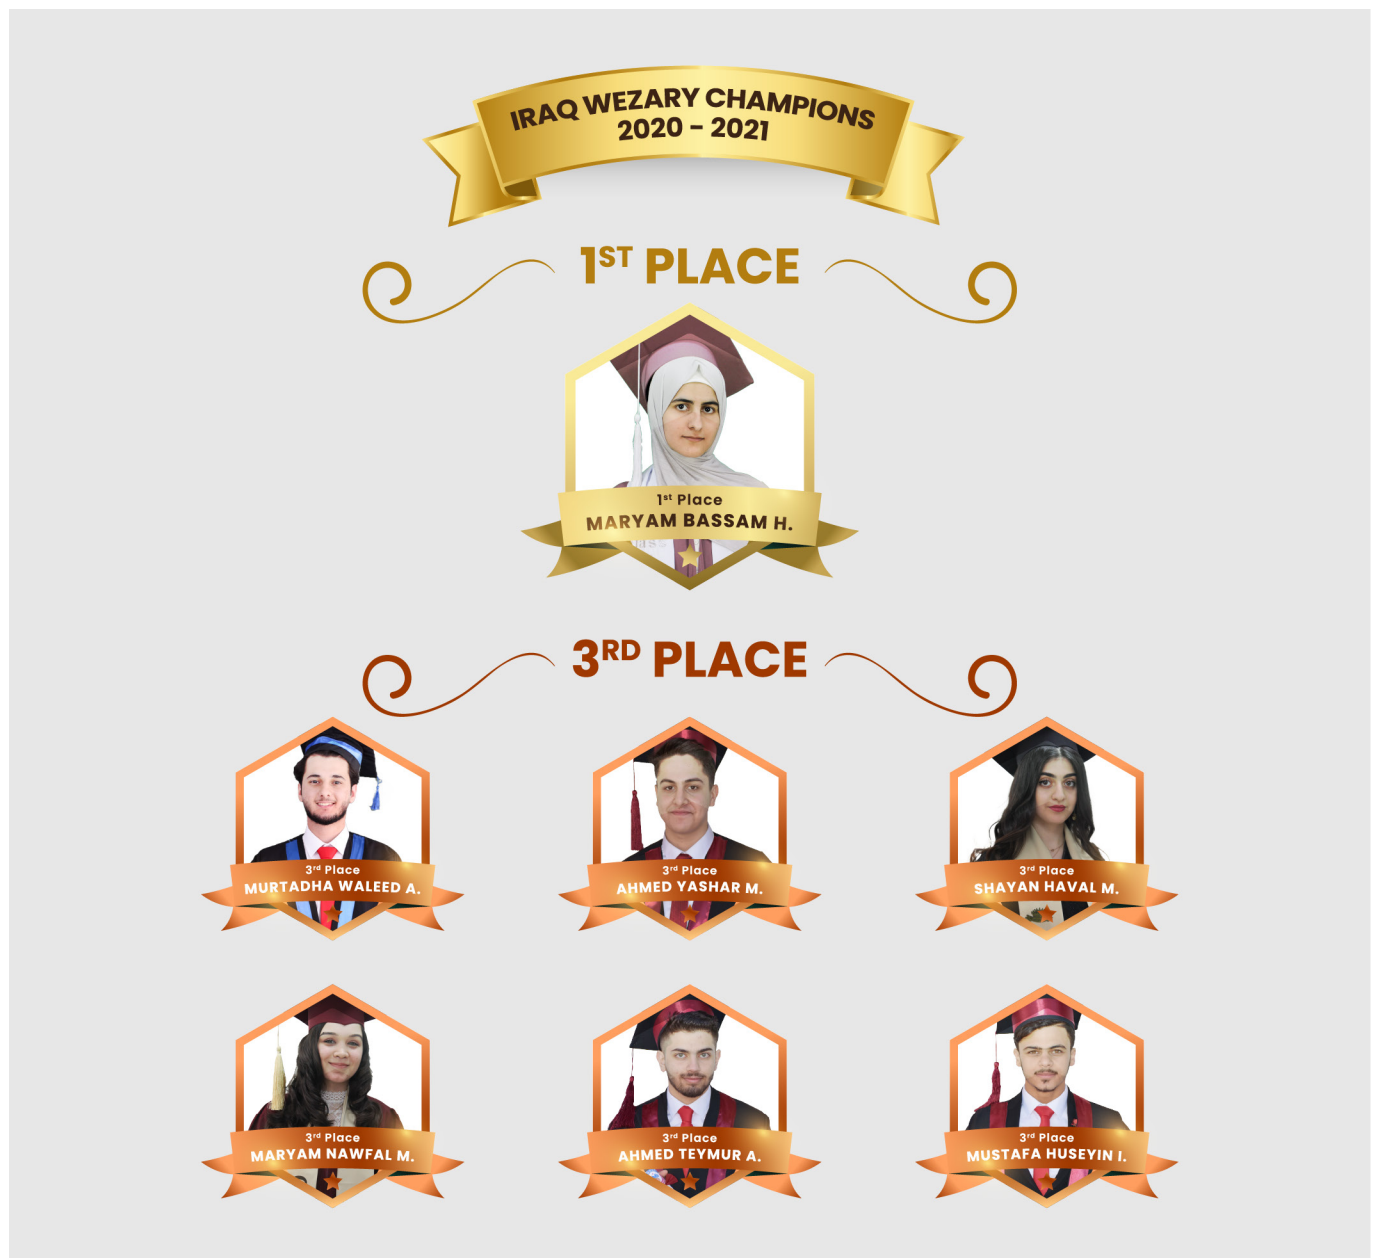 IRAQ WEZARY CHAMPIONS
2020 - 2021
1ST PLACE
1st Place
MARYAM BASSAM H.
3RD PLACE
3rd Place
MURTADHA WALEED A.
3rd Place
AHMED YASHAR M.
3rd Place
SHAYAN HAVAL M.
3rd Place
MARYAM NAWFAL M.
3rd Place
AHMED TEYMUR A.
3rd Place
MUSTAFA HUSEYIN I.